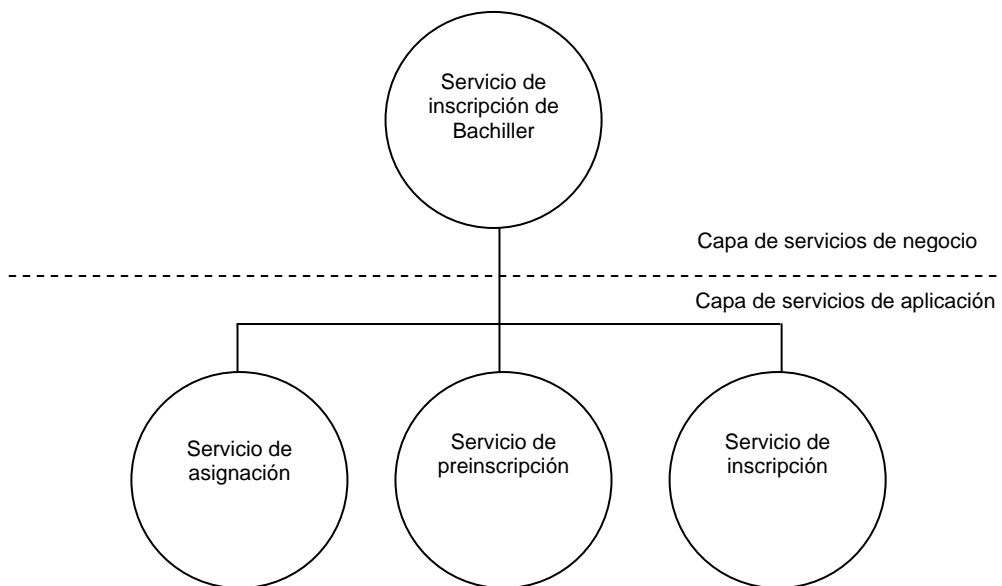 Servicio de
inscripción de
Bachiller
Capa de servicios de negocio
Capa de servicios de aplicación
Servicio de
asignación
Servicio de
preinscripción
Servicio de
inscripción